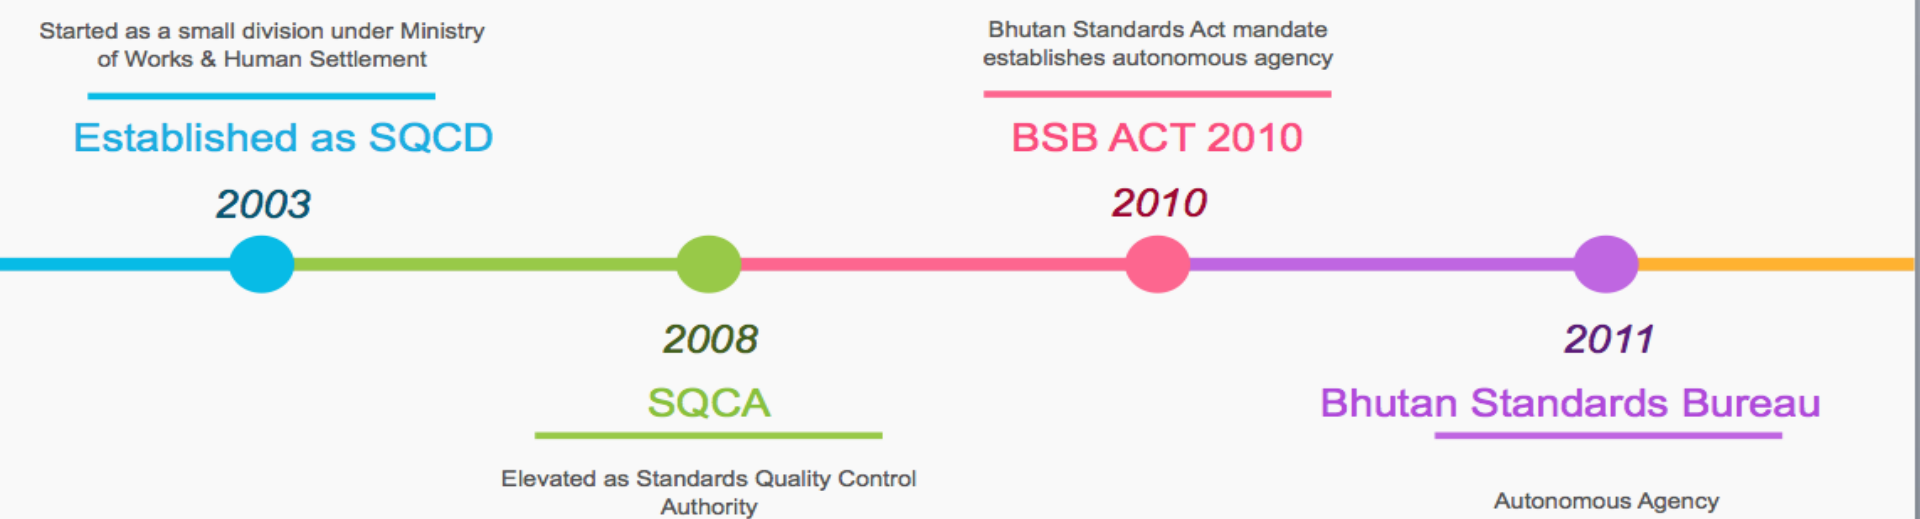 Started as a small division under Ministry
of Works & Human Settlement
Established as SQCD
2003
2008
SQCA
Elevated as Standards Quality Control
Authority
Bhutan Standards Act mandate
establishes autonomous agency
BSB ACT 2010
2010
2011
Bhutan Standards Bureau
Autonomous Agency